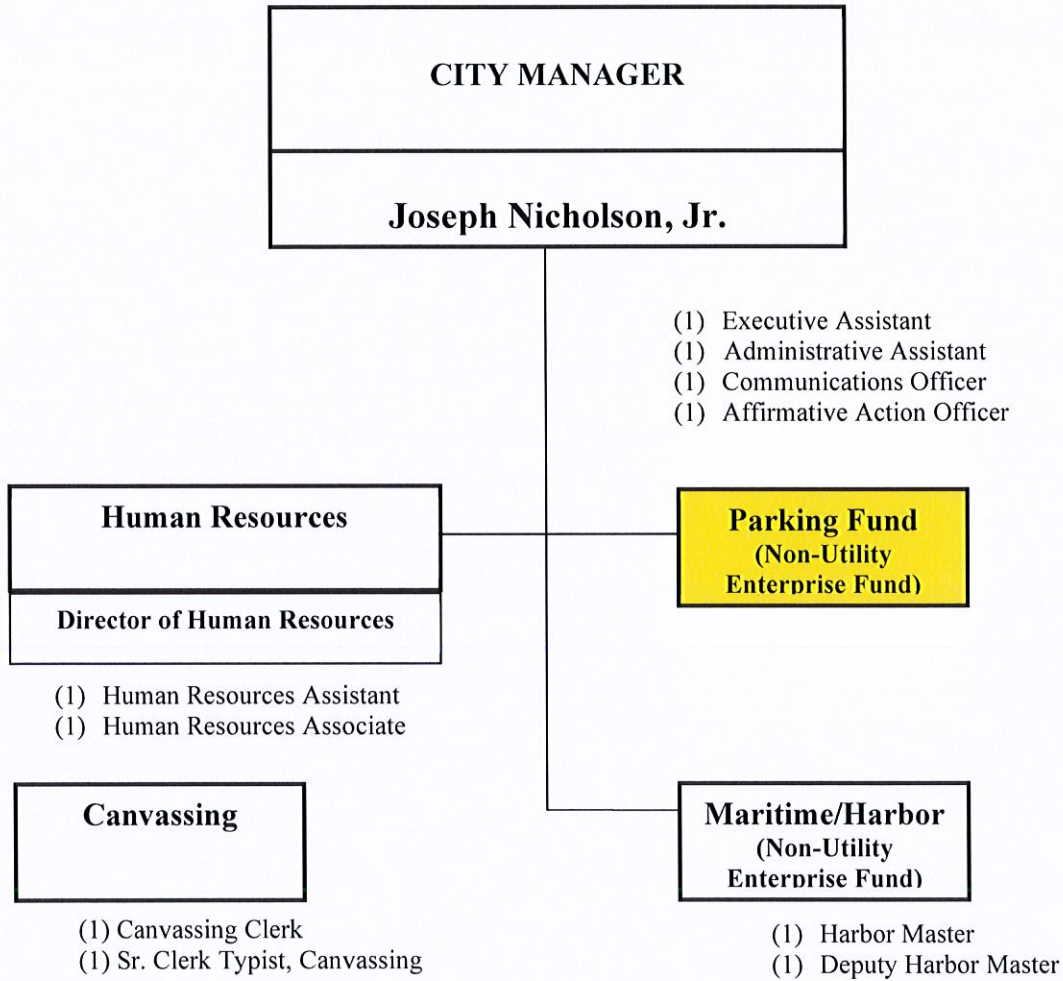 CITY MANAGER
Joseph Nicholson, Jr.
(1) Executive Assistant
(1) Administrative Assistant
(1) Communications Officer
(1) Affirmative Action Officer
Human Resources
Director of Human Resources
(1) Human Resources Assistant
(1) Human Resources Associate
Parking Fund
(Non-Utility
Enterprise Fund)
Canvassing
(1) Canvassing Clerk
(1) Sr. Clerk Typist, Canvassing
Maritime/Harbor
(Non-Utility
Enterprise Fund)
(1) Harbor Master
(1) Deputy Harbor Master